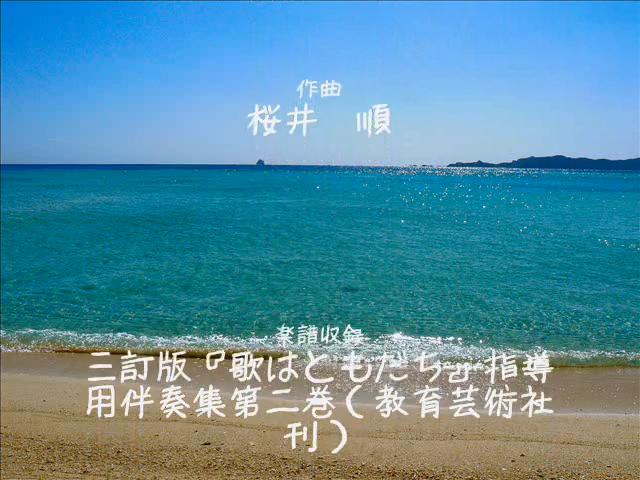 作曲
桜井　順
楽譜収録
三訂版『歌はともだち』指導
用伴奏集第二巻(教育芸術社
刊)